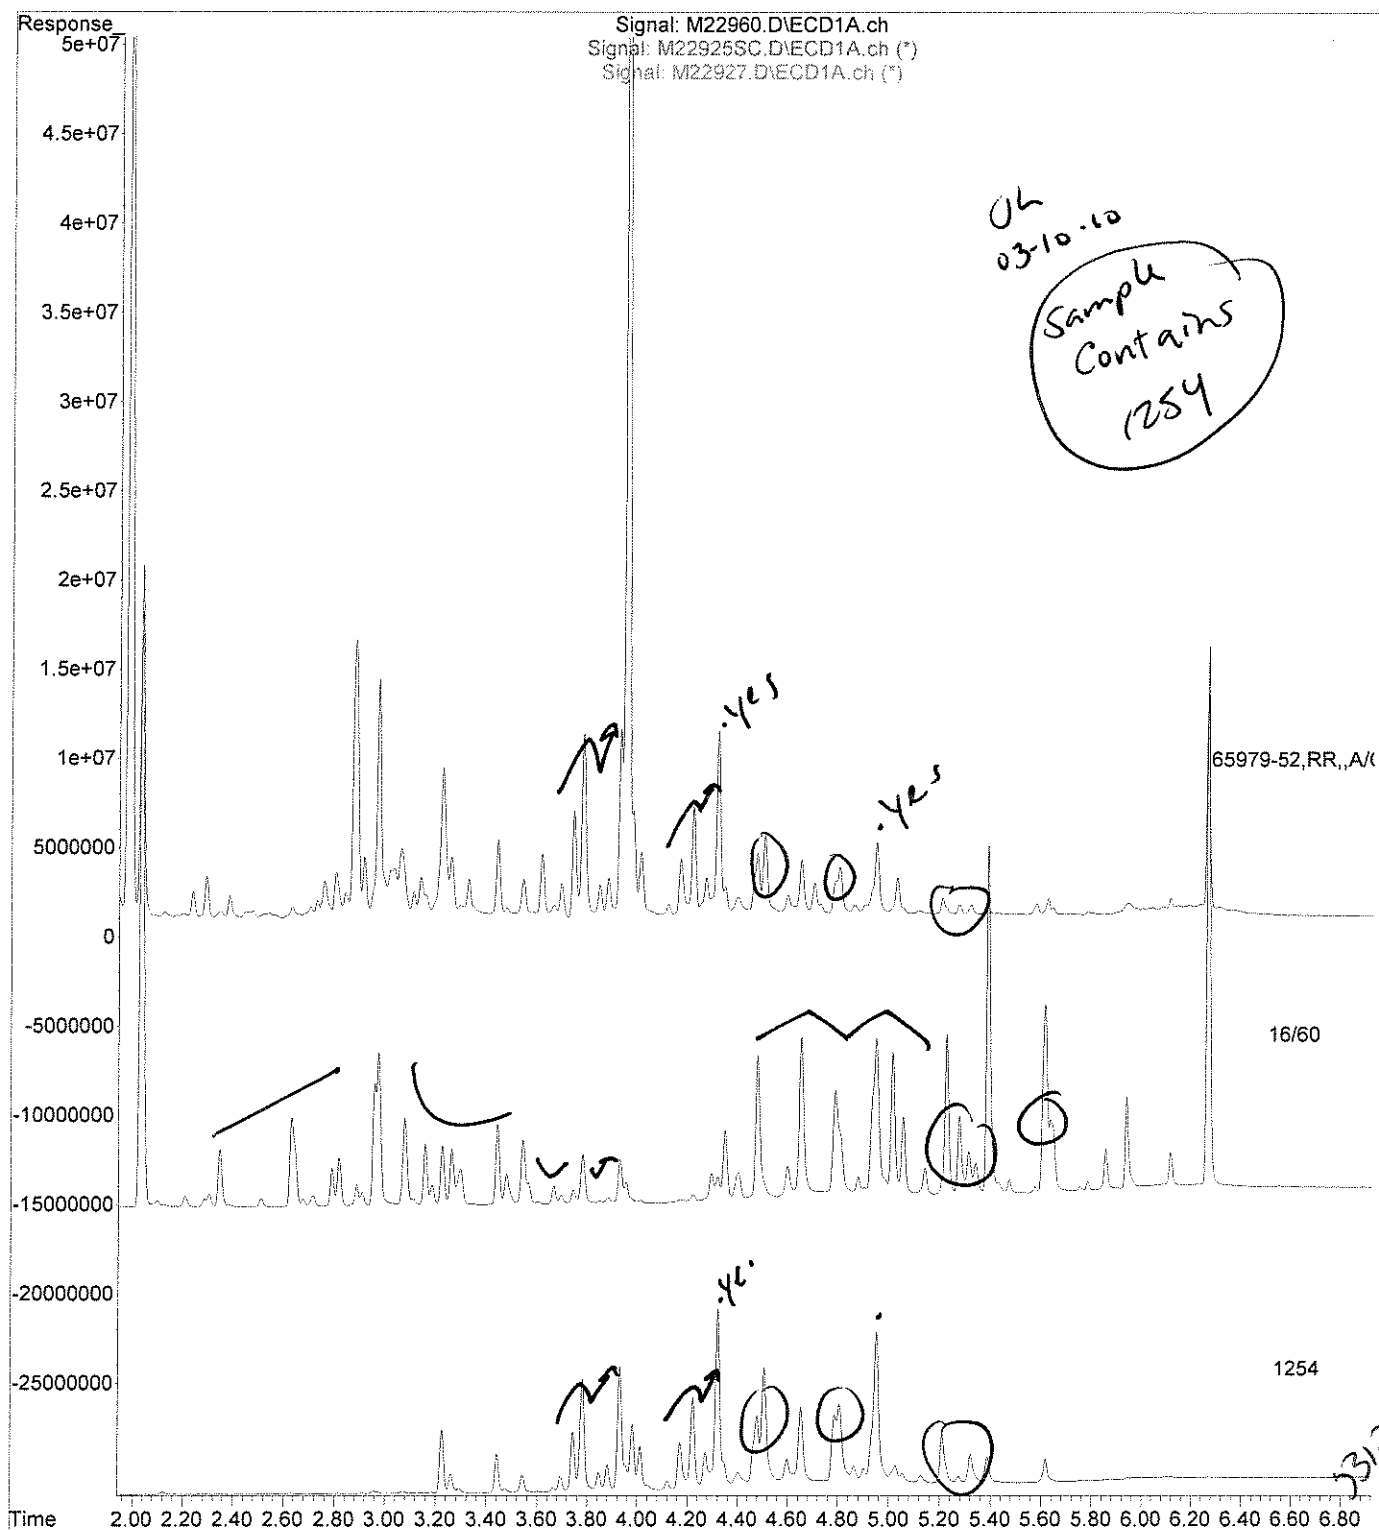 Response_
Signal: M22960.D\ECD1A.ch
Signal: M22925SC.D\ECD1A.ch (*)
Signal: M22927.D\ECD1A.ch (*)
5e+07
4.5e+07
4e+07
03-10-10
3.5e+07
Sample
Contains
1254
3e+07
2.5e+07
2e+07
1.5e+07
.yes
1e+07
65979-52,RR,,A/(
.yes
5000000
0
-5000000
16/60
-10000000
-15000000
-20000000
-25000000
1254
Time
2.00 2.20 2.40 2.60 2.80 3.00 3.20 3.40 3.60 3.80 4.00 4.20 4.40 4.60 4.80 5.00 5.20 5.40 5.60 5.80 6.00 6.20 6.40 6.60 6.80